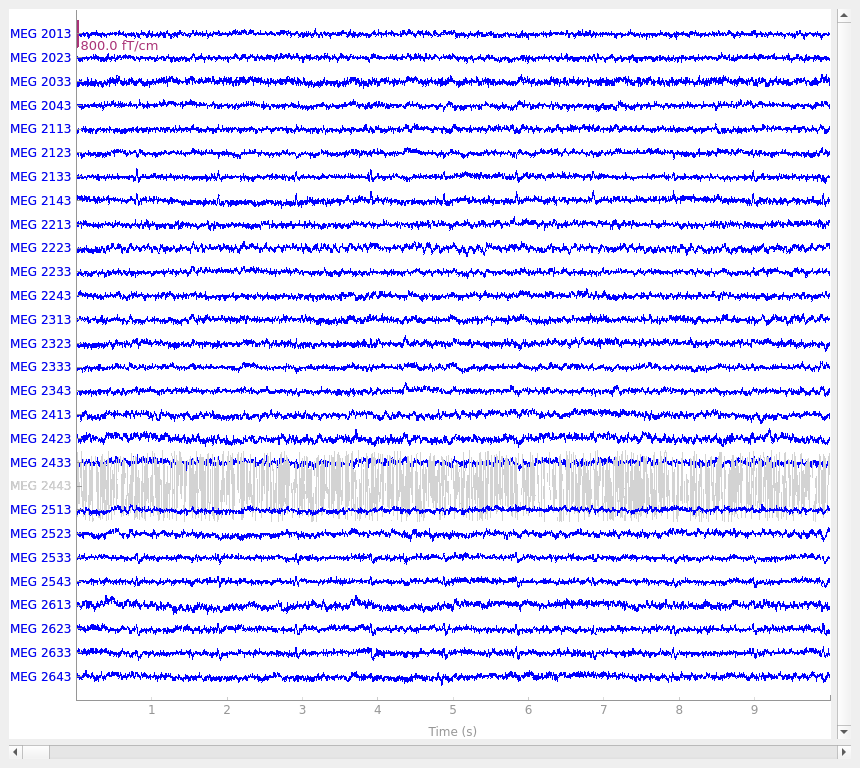 MEG 2013
800.0 fT/cm
MEG 2023
MEG 2033
MEG 2043
MEG 2113
MEG 2123
MEG 2133
MEG 2143
MEG 2213
MEG 2223
MEG 2233
MEG 2243
MEG 2313
MEG 2323
MEG 2333
MEG 2343
MEG 2413
MEG 2423
MEG 2433
MEG 2443
MEG 2513
MEG 2523
MEG 2533
MEG 2543
MEG 2613
MEG 2623
MEG 2633
MEG 2643
1 2 3 4 5 6 7 8 9
Time (s)